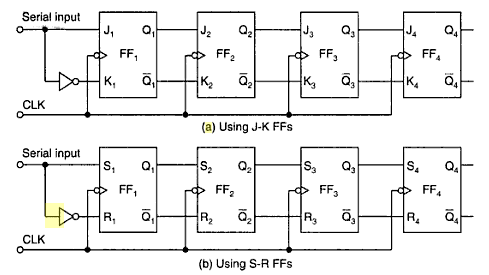 Serial input
J1 Q1 J2 Q2 J3 Q3 J4 Q4
FF1 FF2 FF3 FF4
K1 Q̅1 K2 Q̅2 K3 Q̅3 K4 Q̅4
CLK
(a) Using J-K FFs
Serial input
S1 Q1 S2 Q2 S3 Q3 S4 Q4
FF1 FF2 FF3 FF4
R1 Q̅1 R2 Q̅2 R3 Q̅3 R4 Q̅4
CLK
(b) Using S-R FFs